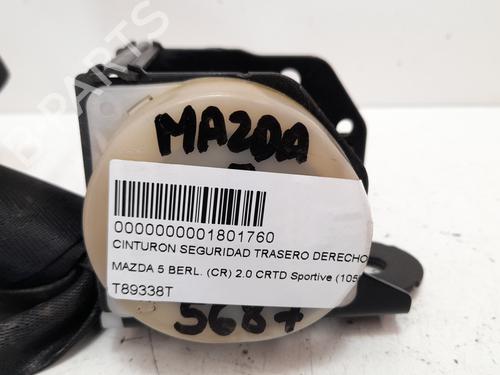 MAZDA
0000000001801760
CINTURON SEGURIDAD TRASERO DERECHO
MAZDA 5 BERL. (CR) 2.0 CRTD Sportive (105
T89338T
568+